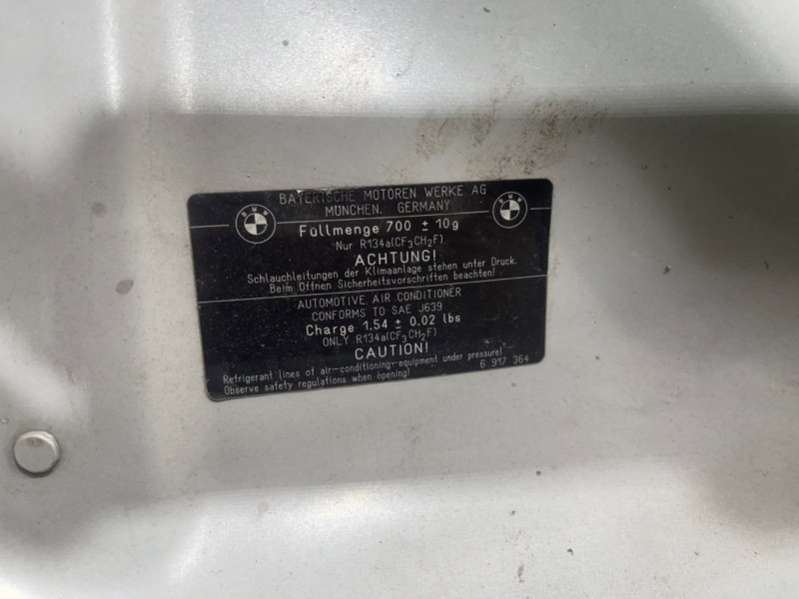 BAYERISCHE MOTOREN WERKE AG
MÜNCHEN, GERMANY
BMW
BMW
Füllmenge 700 ± 10g
Nur R134a(CF₃CH₂F)
ACHTUNG!
Schlauchleitungen der Klimaanlage stehen unter Druck.
Beim Öffnen Sicherheitsvorschriften beachten!
AUTOMOTIVE AIR CONDITIONER
CONFORMS TO SAE J639
Charge 1.54 ± 0.02 lbs
ONLY R134a(CF₃CH₂F)
CAUTION!
Refrigerant lines of air-conditioning-equipment under pressure!
Observe safety regulations when opening!
6 917 364